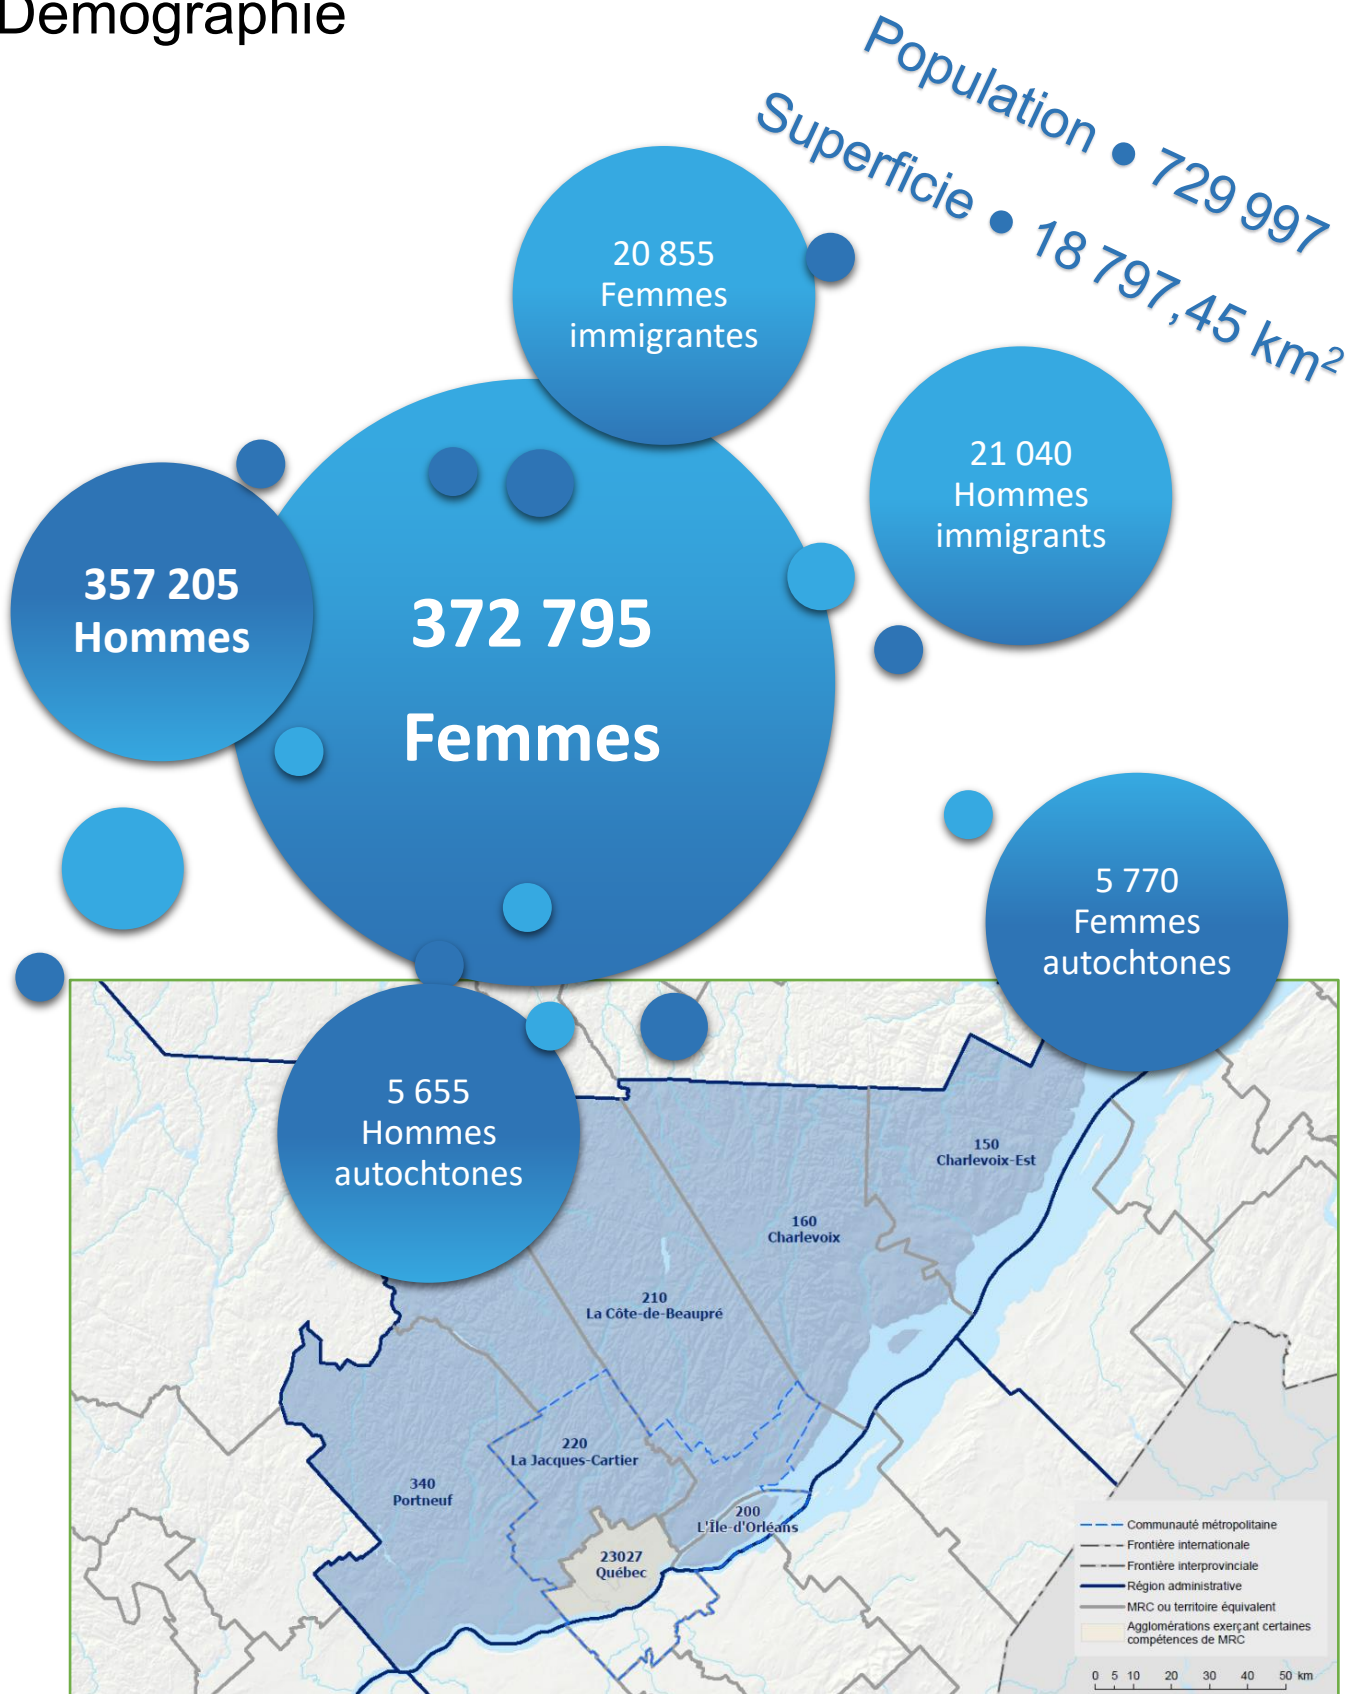 Démographie
Population • 729 997
Superficie • 18 797,45 km²
20 855
Femmes
immigrantes
21 040
Hommes
immigrants
357 205
Hommes
372 795
Femmes
5 770
Femmes
autochtones
5 655
Hommes
autochtones
150
Charlevoix-Est
160
Charlevoix
210
La Côte-de-Beaupré
220
La Jacques-Cartier
340
Portneuf
200
L'Île-d'Orléans
23027
Québec
Communauté métropolitaine
Frontière internationale
Frontière interprovinciale
Région administrative
MRC ou territoire équivalent
Agglomérations exerçant certaines
compétences de MRC
0 5 10 20 30 40 50 km